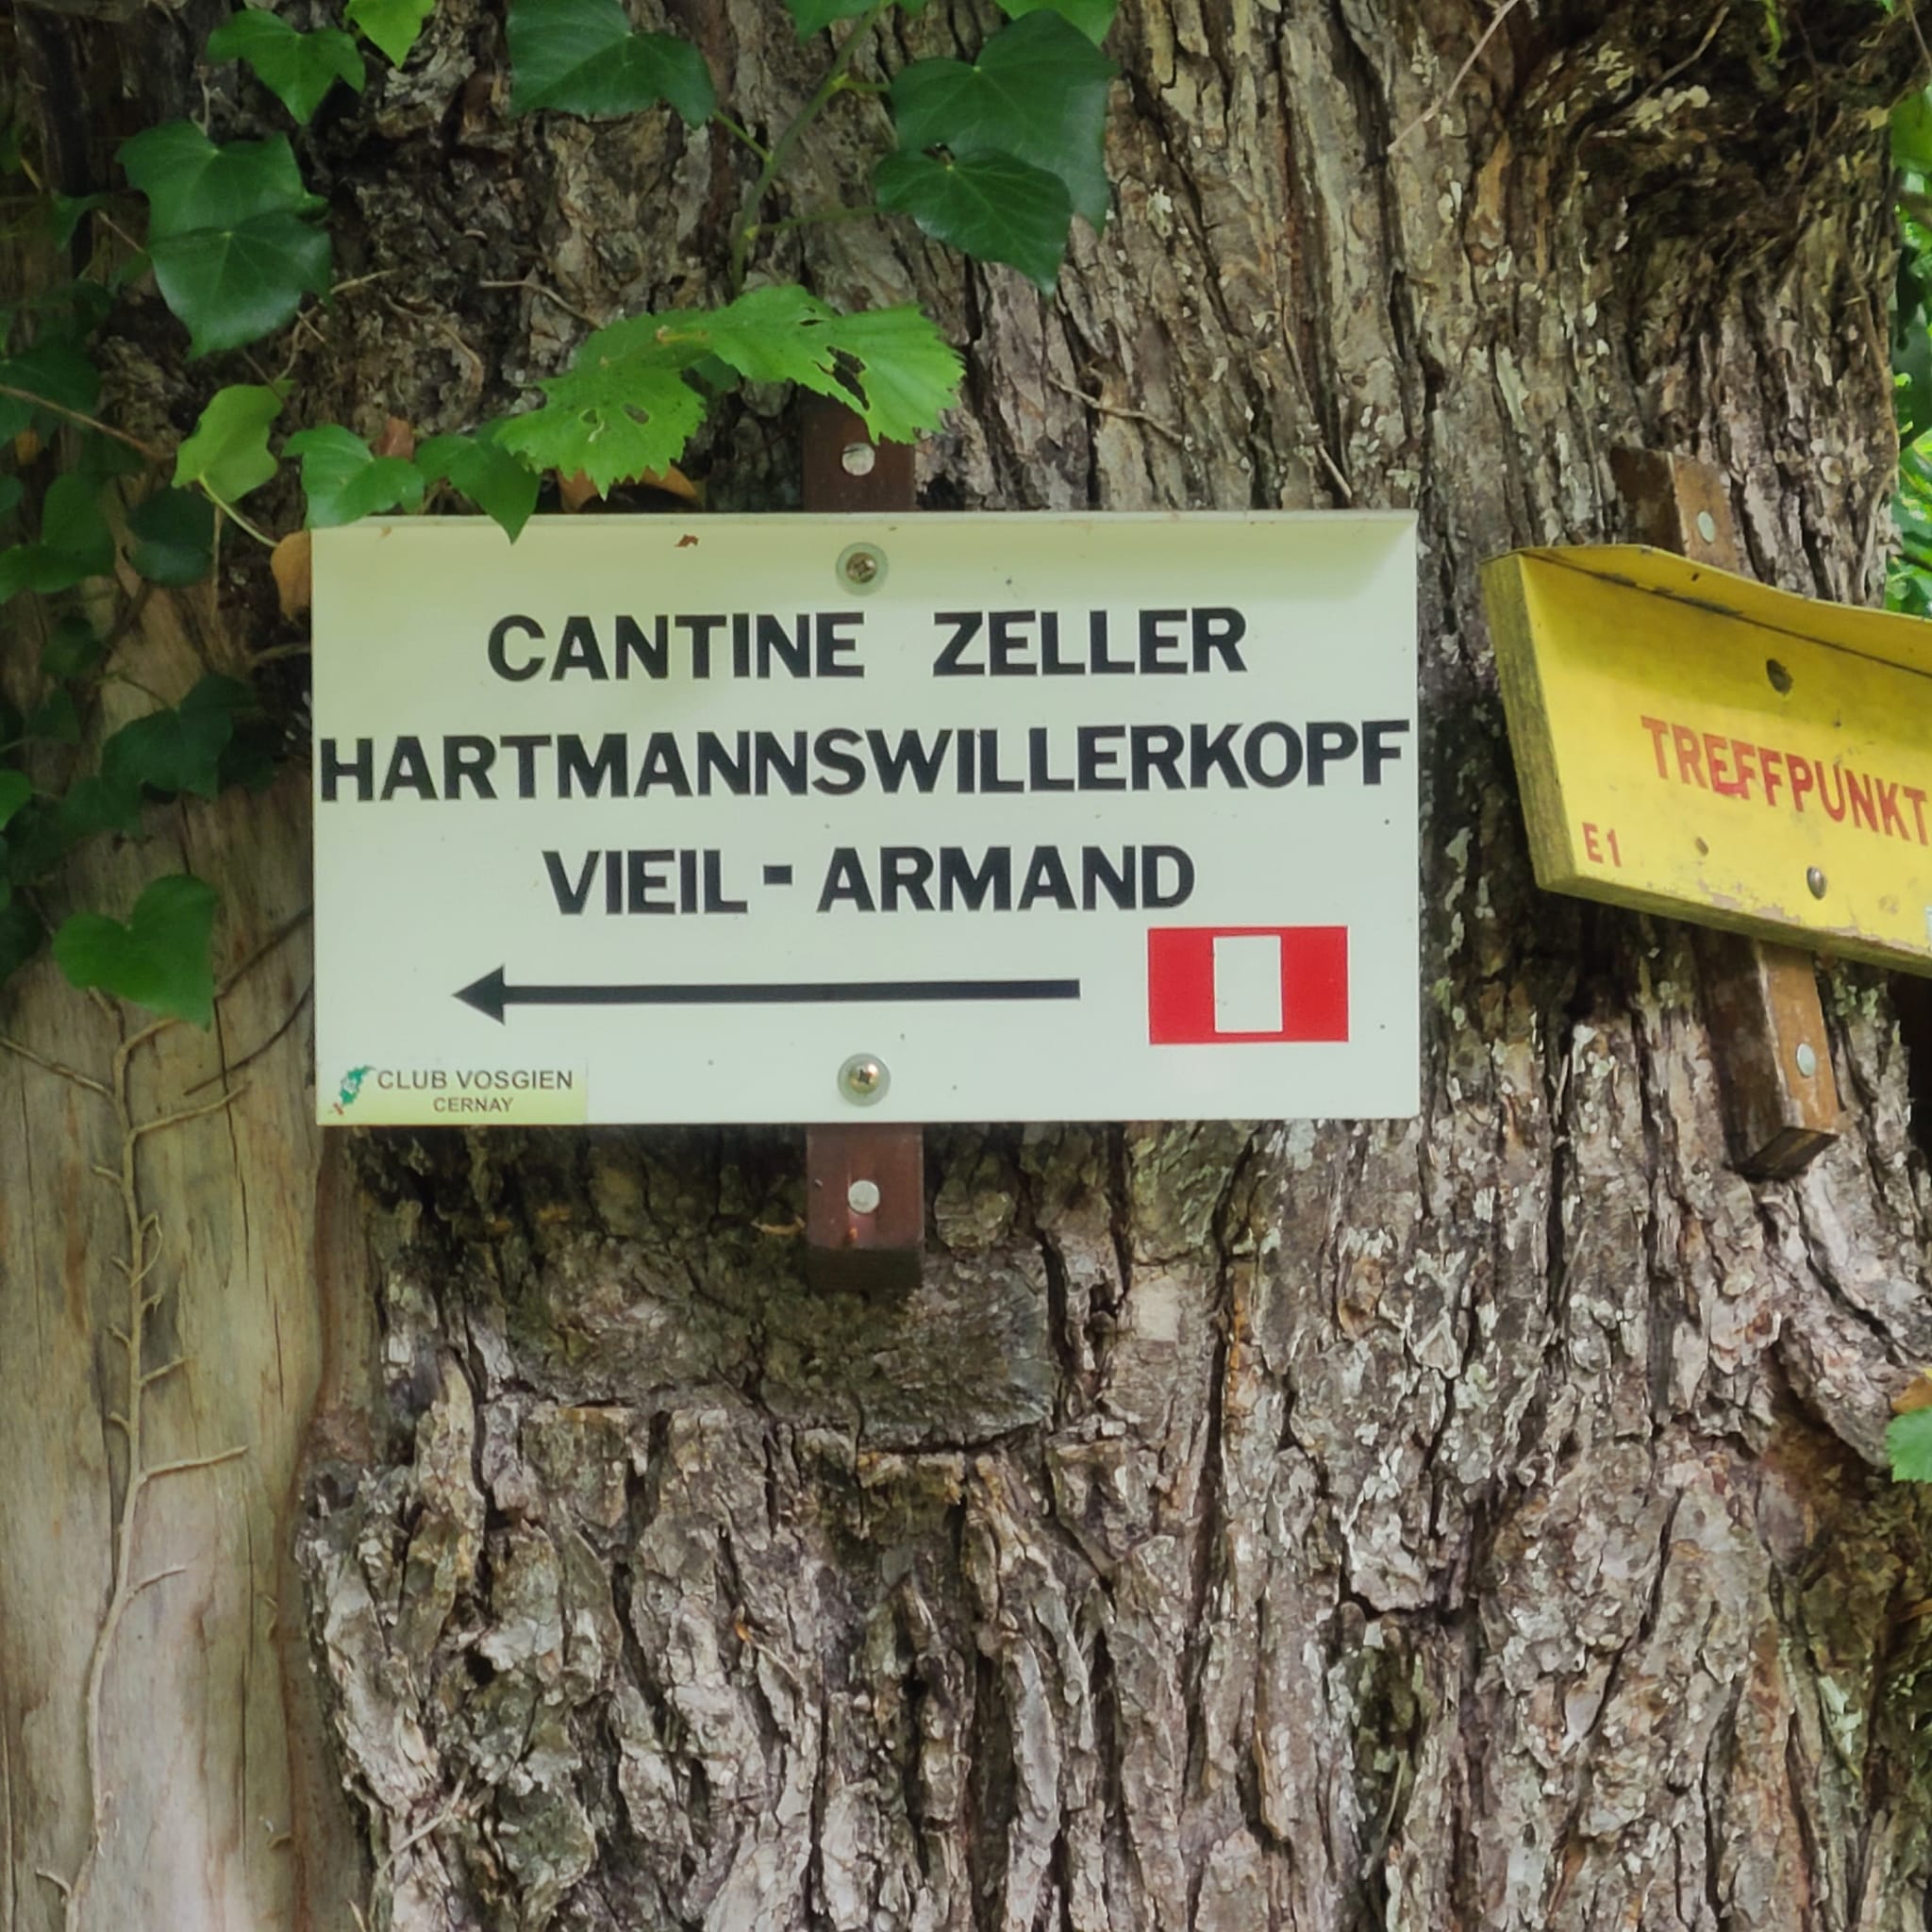 CANTINE ZELLER
HARTMANNSWILLERKOPF
VIEIL - ARMAND
CLUB VOSGIEN
CERNAY
TREFFPUNKT
E1